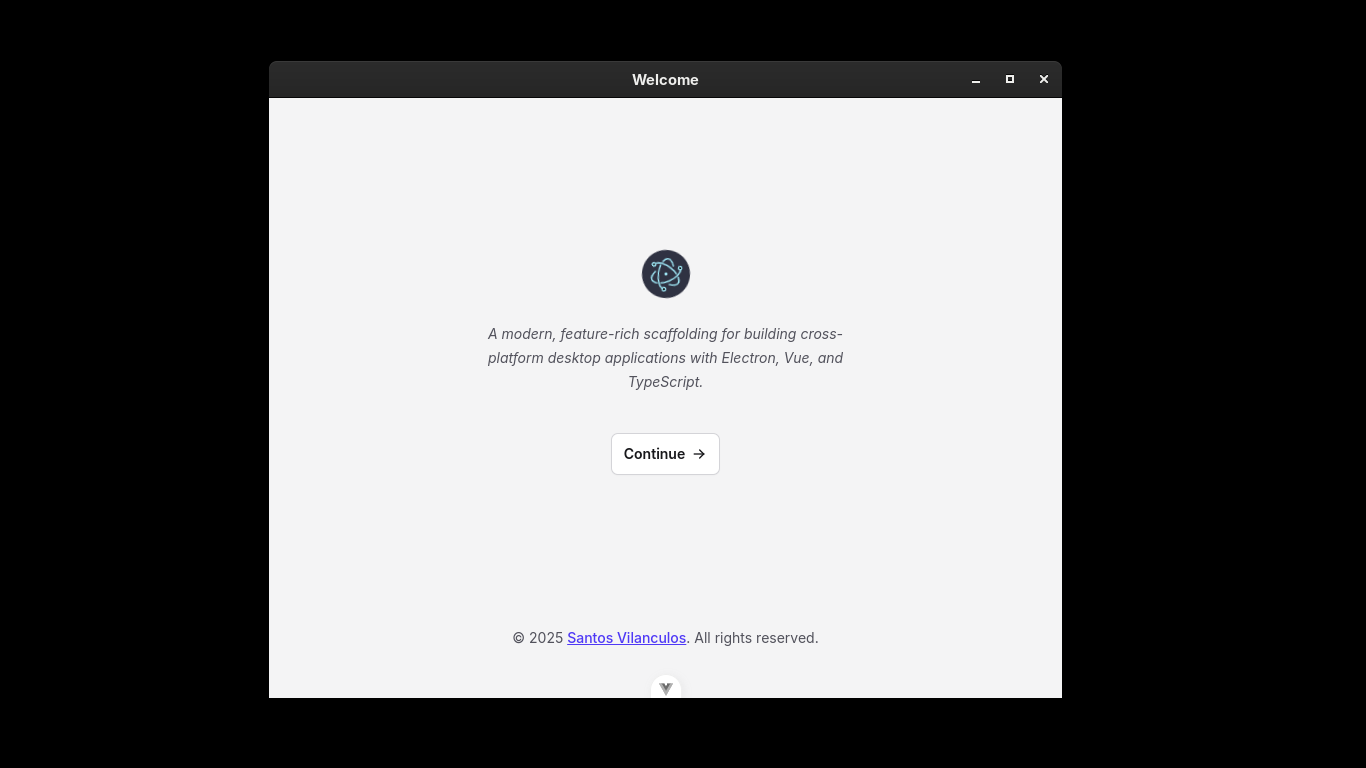 Welcome
A modern, feature-rich scaffolding for building cross-
platform desktop applications with Electron, Vue, and
TypeScript.
Continue →
© 2025 Santos Vilanculos. All rights reserved.